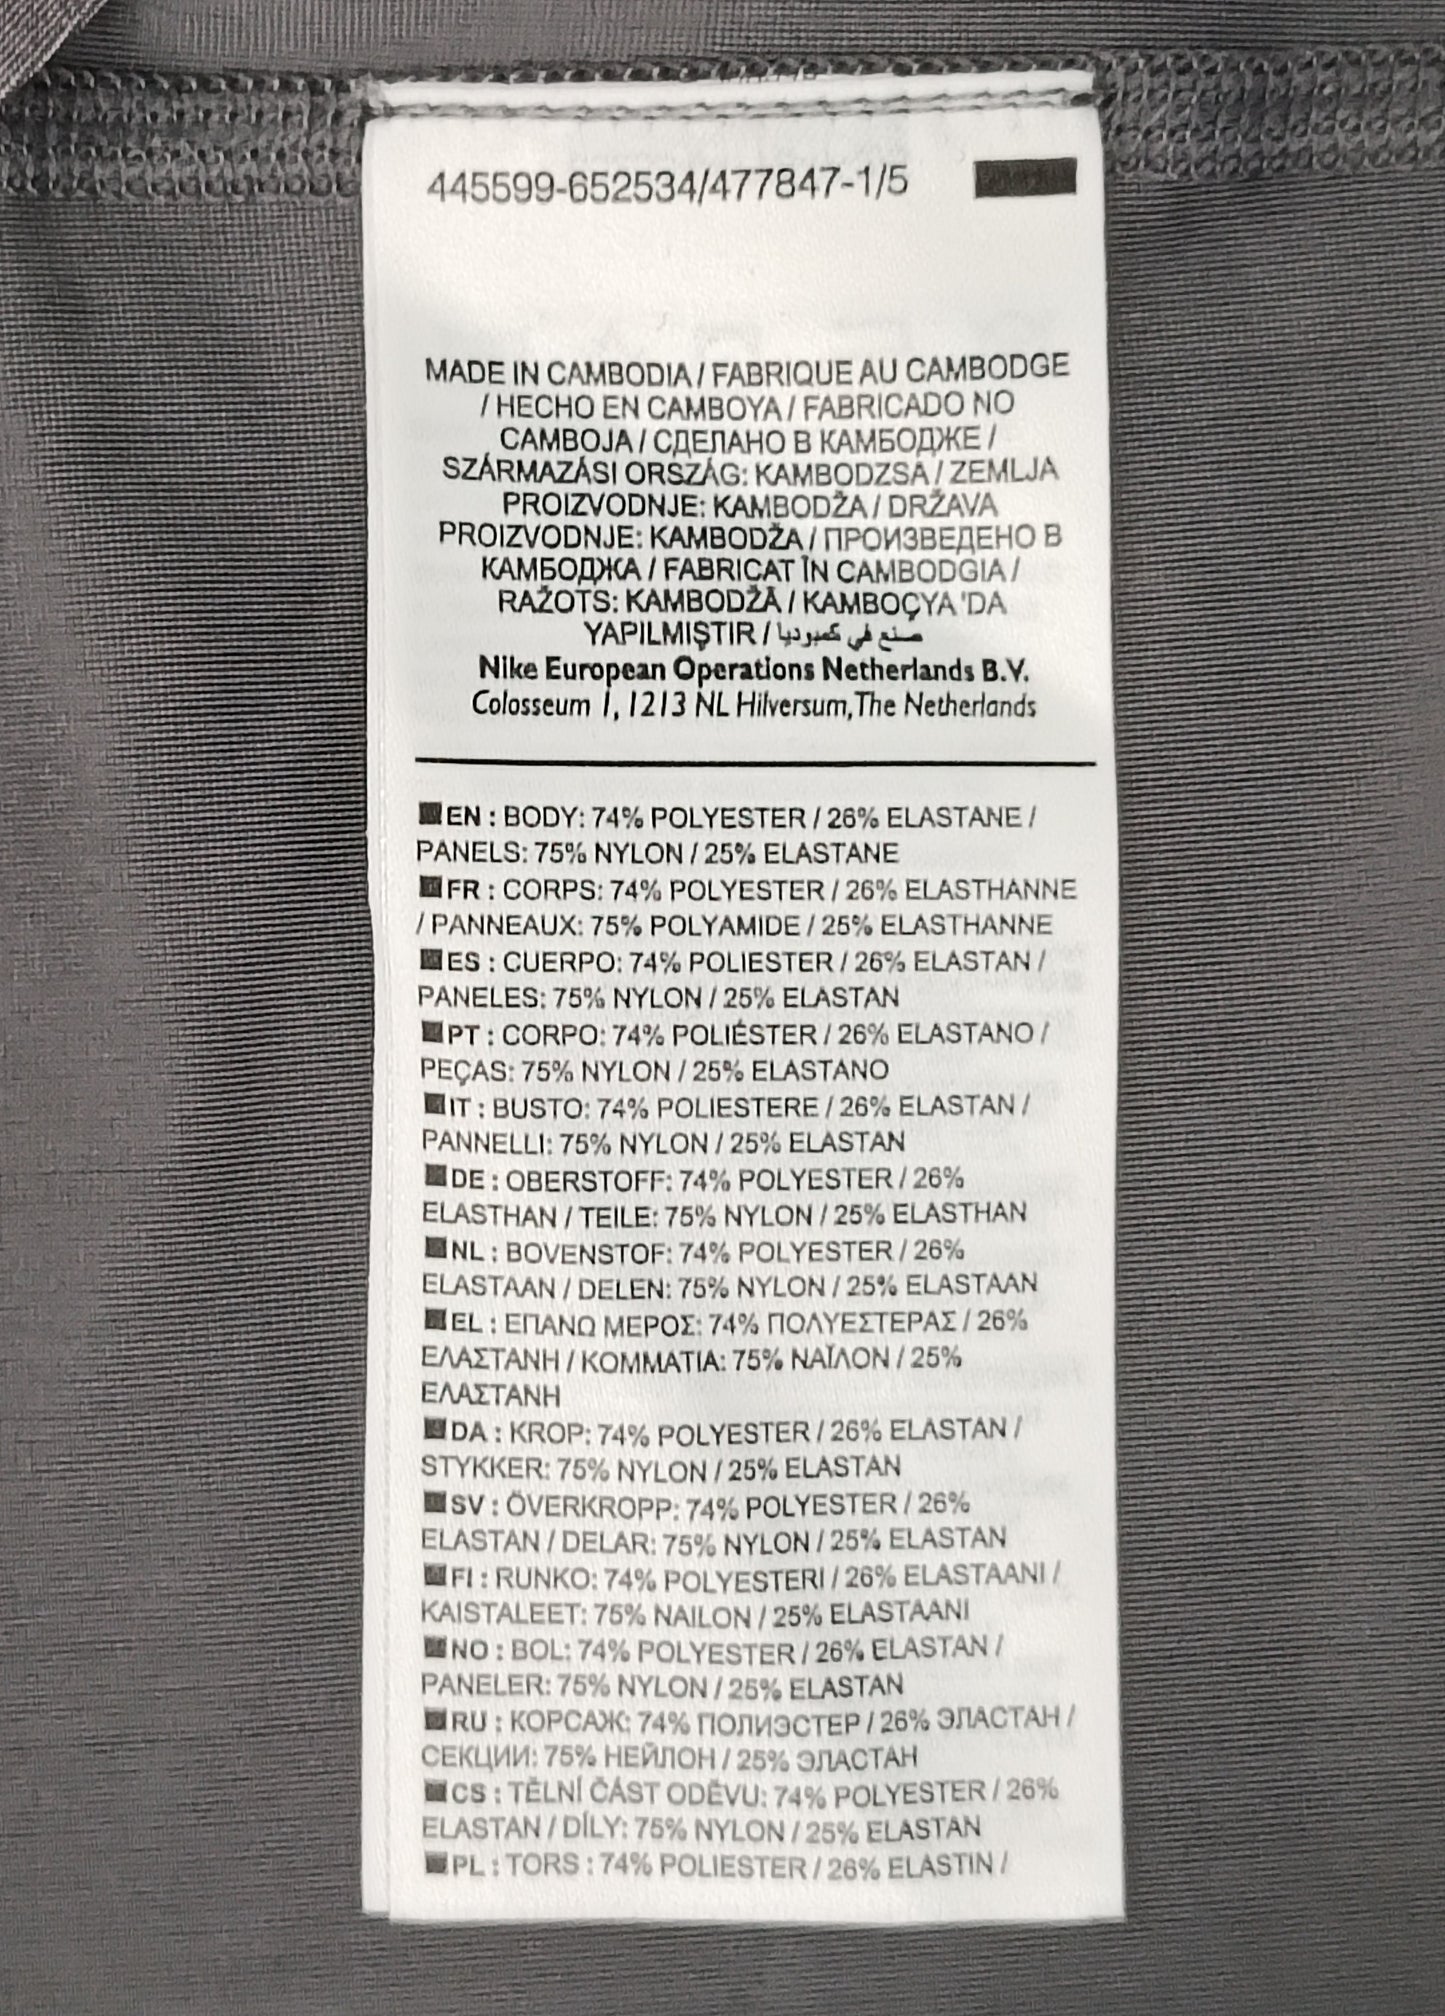 445599-652534/477847-1/5
MADE IN CAMBODIA / FABRIQUE AU CAMBODGE
/ HECHO EN CAMBOYA / FABRICADO NO
CAMBOJA / СДЕЛАНО В КАМБОДЖЕ /
SZÁRMAZÁSI ORSZÁG: KAMBODZSA / ZEMLJA
PROIZVODNJE: KAMBODŽA / DRŽAVA
PROIZVODNJE: KAMBODŽA / ПРОИЗВЕДЕНО В
КАМБОДЖА / FABRICAT ÎN CAMBODGIA /
RAŽOTS: KAMBODŽĀ / KAMBOÇYA 'DA
YAPILMIŞTIR / صنع في كمبوديا
Nike European Operations Netherlands B.V.
Colosseum 1, 1213 NL Hilversum, The Netherlands
EN : BODY: 74% POLYESTER / 26% ELASTANE /
PANELS: 75% NYLON / 25% ELASTANE
FR : CORPS: 74% POLYESTER / 26% ELASTHANNE
/ PANNEAUX: 75% POLYAMIDE / 25% ELASTHANNE
ES : CUERPO: 74% POLIESTER / 26% ELASTAN /
PANELES: 75% NYLON / 25% ELASTAN
PT : CORPO: 74% POLIÉSTER / 26% ELASTANO /
PEÇAS: 75% NYLON / 25% ELASTANO
IT : BUSTO: 74% POLIESTERE / 26% ELASTAN /
PANNELLI: 75% NYLON / 25% ELASTAN
DE : OBERSTOFF: 74% POLYESTER / 26%
ELASTHAN / TEILE: 75% NYLON / 25% ELASTHAN
NL : BOVENSTOF: 74% POLYESTER / 26%
ELASTAAN / DELEN: 75% NYLON / 25% ELASTAAN
EL : ΕΠΑΝΩ ΜΕΡΟΣ: 74% ΠΟΛΥΕΣΤΕΡΑΣ / 26%
ΕΛΑΣΤΑΝΗ / ΚΟΜΜΑΤΙΑ: 75% ΝΑΪΛΟΝ / 25%
ΕΛΑΣΤΑΝΗ
DA : KROP: 74% POLYESTER / 26% ELASTAN /
STYKKER: 75% NYLON / 25% ELASTAN
SV : ÖVERKROPP: 74% POLYESTER / 26%
ELASTAN / DELAR: 75% NYLON / 25% ELASTAN
FI : RUNKO: 74% POLYESTERI / 26% ELASTAANI /
KAISTALEET: 75% NAILON / 25% ELASTAANI
NO : BOL: 74% POLYESTER / 26% ELASTAN /
PANELER: 75% NYLON / 25% ELASTAN
RU : КОРСАЖ: 74% ПОЛИЭСТЕР / 26% ЭЛАСТАН /
СЕКЦИИ: 75% НЕЙЛОН / 25% ЭЛАСТАН
CS : TĚLNÍ ČÁST ODĚVU: 74% POLYESTER / 26%
ELASTAN / DÍLY: 75% NYLON / 25% ELASTAN
PL : TORS : 74% POLIESTER / 26% ELASTIN /